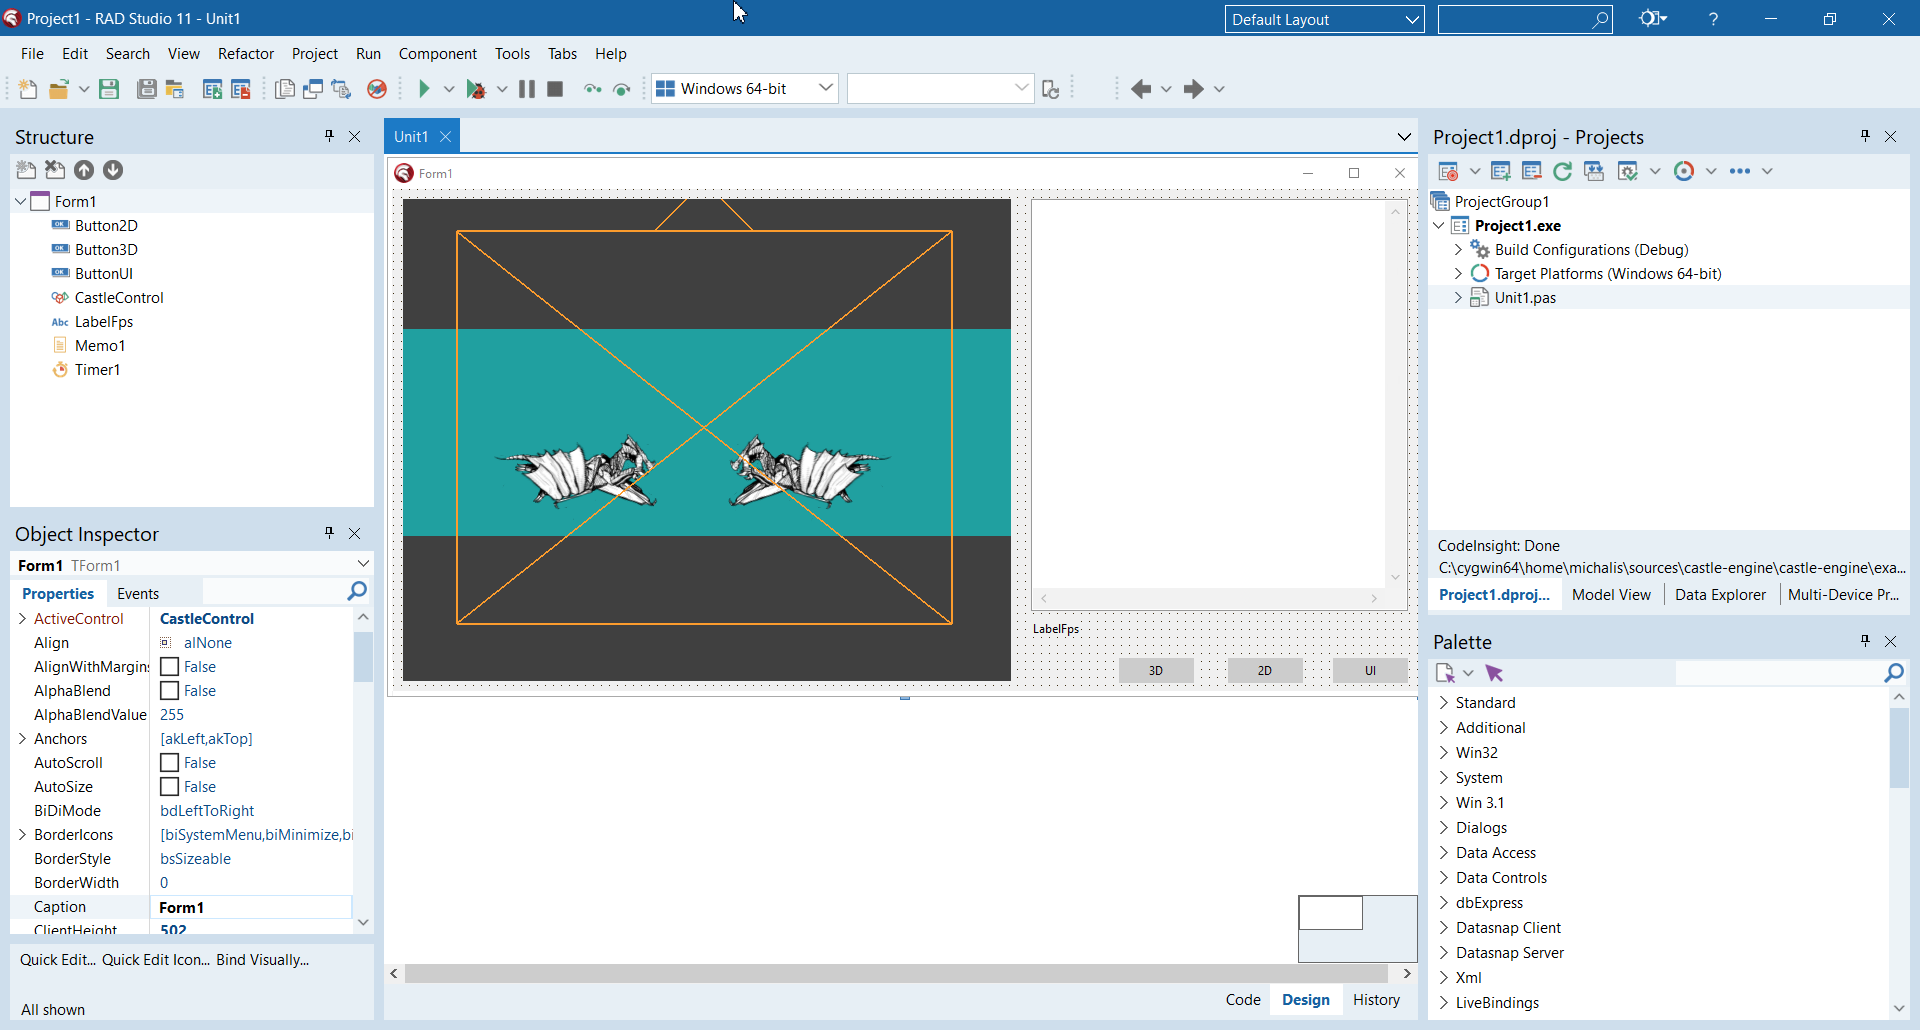 Project1 - RAD Studio 11 - Unit1
Default Layout
?
File Edit Search View Refactor Project Run Component Tools Tabs Help
Windows 64-bit
Structure
Form1
OK Button2D
OK Button3D
OK ButtonUI
CastleControl
Abc LabelFps
Memo1
Timer1
Object Inspector
Form1 TForm1
Properties Events
ActiveControl CastleControl
Align alNone
AlignWithMargins False
AlphaBlend False
AlphaBlendValue 255
Anchors [akLeft,akTop]
AutoScroll False
AutoSize False
BiDiMode bdLeftToRight
BorderIcons [biSystemMenu,biMinimize,bi
BorderStyle bsSizeable
BorderWidth 0
Caption Form1
ClientHeight 502
Quick Edit... Quick Edit Icon... Bind Visually...
All shown
Unit1
Form1
LabelFps
3D 2D UI
Code Design History
Project1.dproj - Projects
ProjectGroup1
Project1.exe
Build Configurations (Debug)
Target Platforms (Windows 64-bit)
Unit1.pas
CodeInsight: Done
C:\cygwin64\home\michalis\sources\castle-engine\castle-engine\exa...
Project1.dproj... Model View Data Explorer Multi-Device Pr...
Palette
Standard
Additional
Win32
System
Win 3.1
Dialogs
Data Access
Data Controls
dbExpress
Datasnap Client
Datasnap Server
Xml
LiveBindings